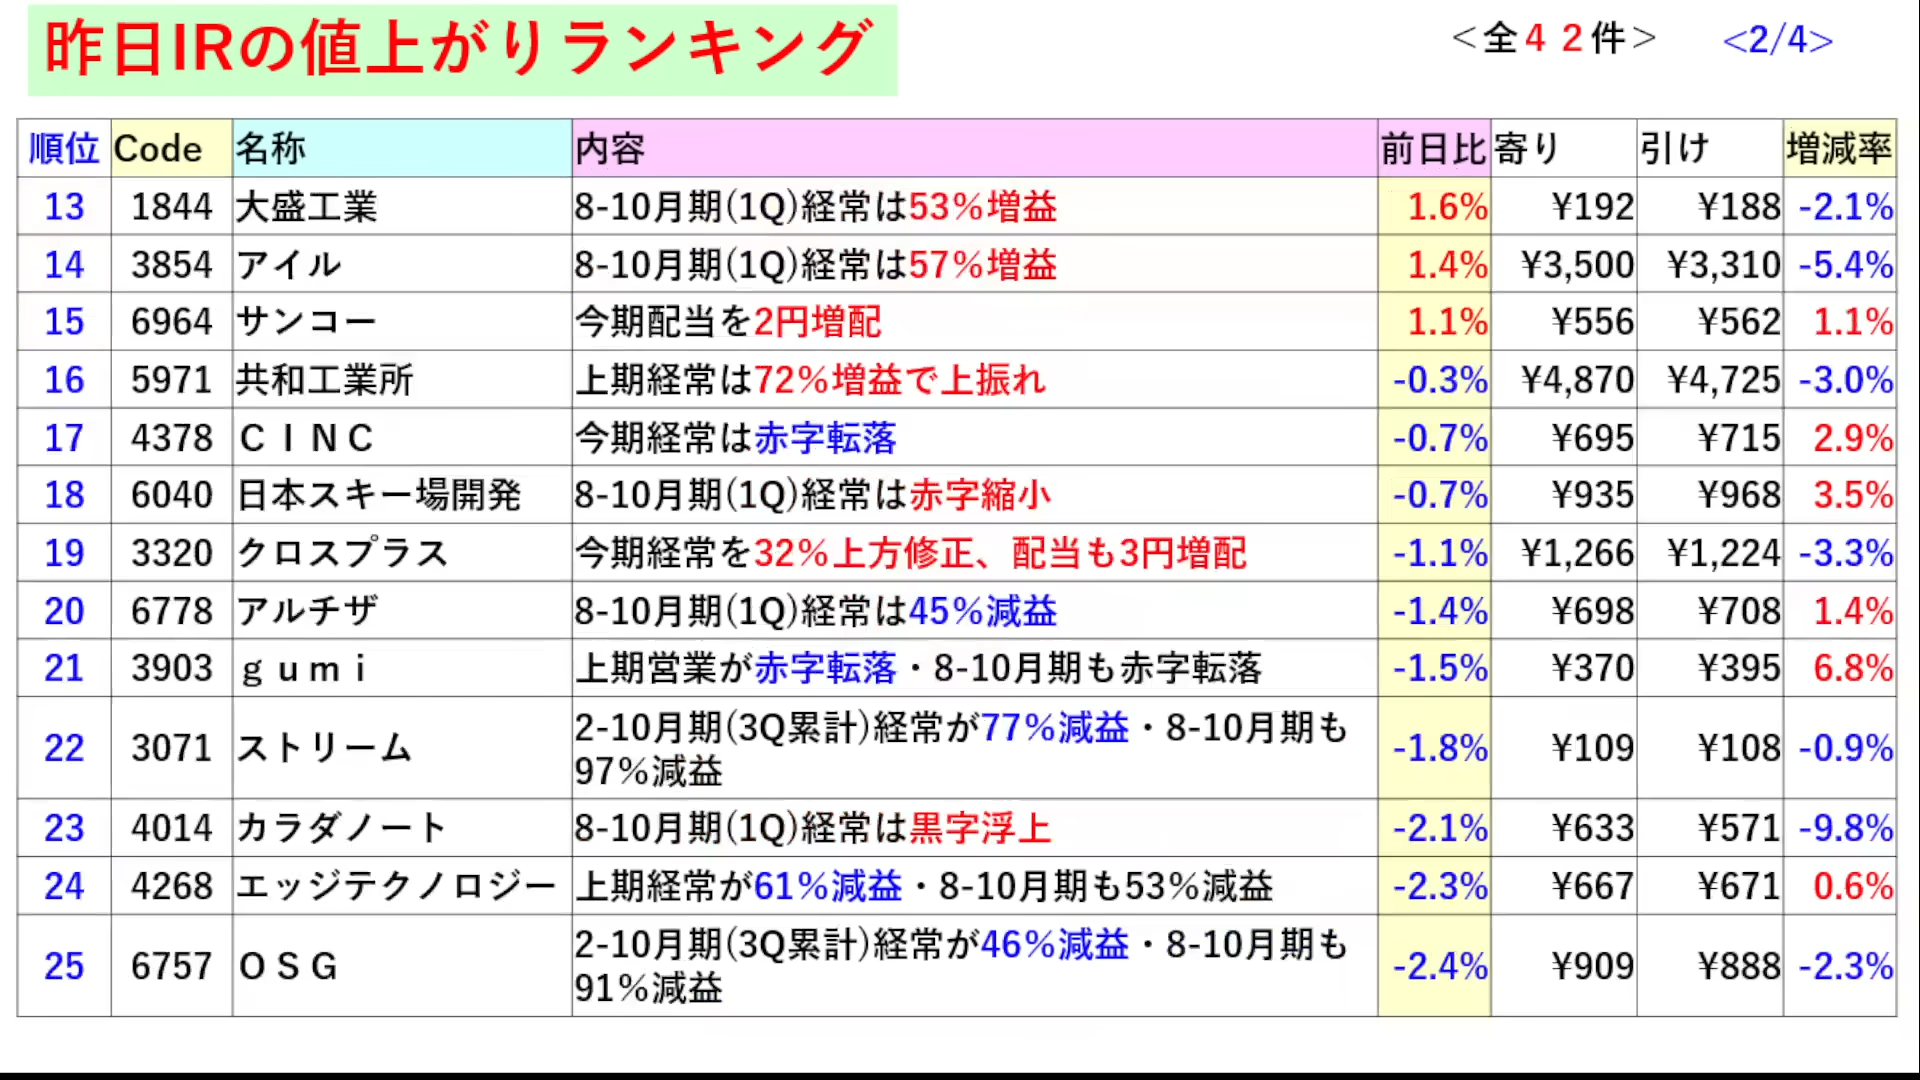 昨日IRの値上がりランキング
＜全４２件＞ <2/4>
順位 Code 名称 内容 前日比 寄り 引け 増減率
13 1844 大盛工業 8-10月期(1Q)経常は53%増益 1.6% ¥192 ¥188 -2.1%
14 3854 アイル 8-10月期(1Q)経常は57%増益 1.4% ¥3,500 ¥3,310 -5.4%
15 6964 サンコー 今期配当を2円増配 1.1% ¥556 ¥562 1.1%
16 5971 共和工業所 上期経常は72%増益で上振れ -0.3% ¥4,870 ¥4,725 -3.0%
17 4378 ＣＩＮＣ 今期経常は赤字転落 -0.7% ¥695 ¥715 2.9%
18 6040 日本スキー場開発 8-10月期(1Q)経常は赤字縮小 -0.7% ¥935 ¥968 3.5%
19 3320 クロスプラス 今期経常を32%上方修正、配当も3円増配 -1.1% ¥1,266 ¥1,224 -3.3%
20 6778 アルチザ 8-10月期(1Q)経常は45%減益 -1.4% ¥698 ¥708 1.4%
21 3903 ｇｕｍｉ 上期営業が赤字転落・8-10月期も赤字転落 -1.5% ¥370 ¥395 6.8%
22 3071 ストリーム 2-10月期(3Q累計)経常が77%減益・8-10月期も
97%減益 -1.8% ¥109 ¥108 -0.9%
23 4014 カラダノート 8-10月期(1Q)経常は黒字浮上 -2.1% ¥633 ¥571 -9.8%
24 4268 エッジテクノロジー 上期経常が61%減益・8-10月期も53%減益 -2.3% ¥667 ¥671 0.6%
25 6757 ＯＳＧ 2-10月期(3Q累計)経常が46%減益・8-10月期も
91%減益 -2.4% ¥909 ¥888 -2.3%